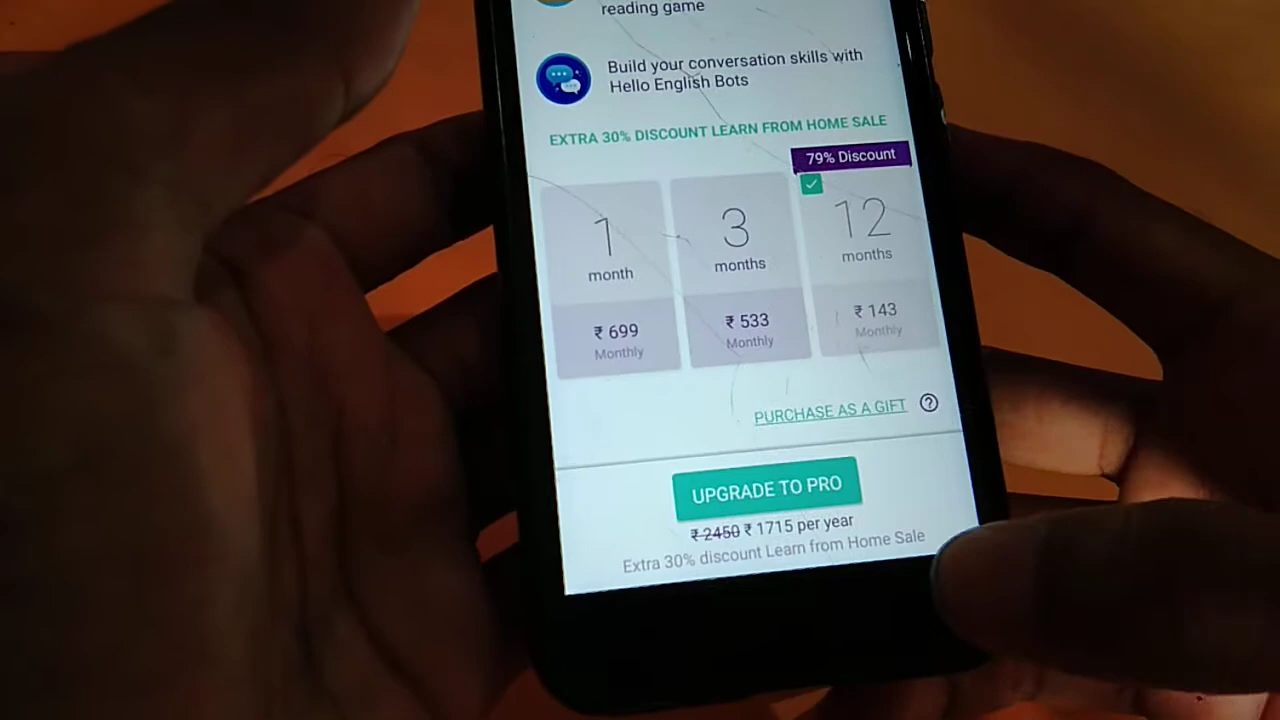 reading game
Build your conversation skills with
Hello English Bots
EXTRA 30% DISCOUNT LEARN FROM HOME SALE
79% Discount
1
month
₹ 699
Monthly
3
months
₹ 533
Monthly
12
months
₹ 143
Monthly
PURCHASE AS A GIFT ?
UPGRADE TO PRO
₹ 2450 ₹ 1715 per year
Extra 30% discount Learn from Home Sale